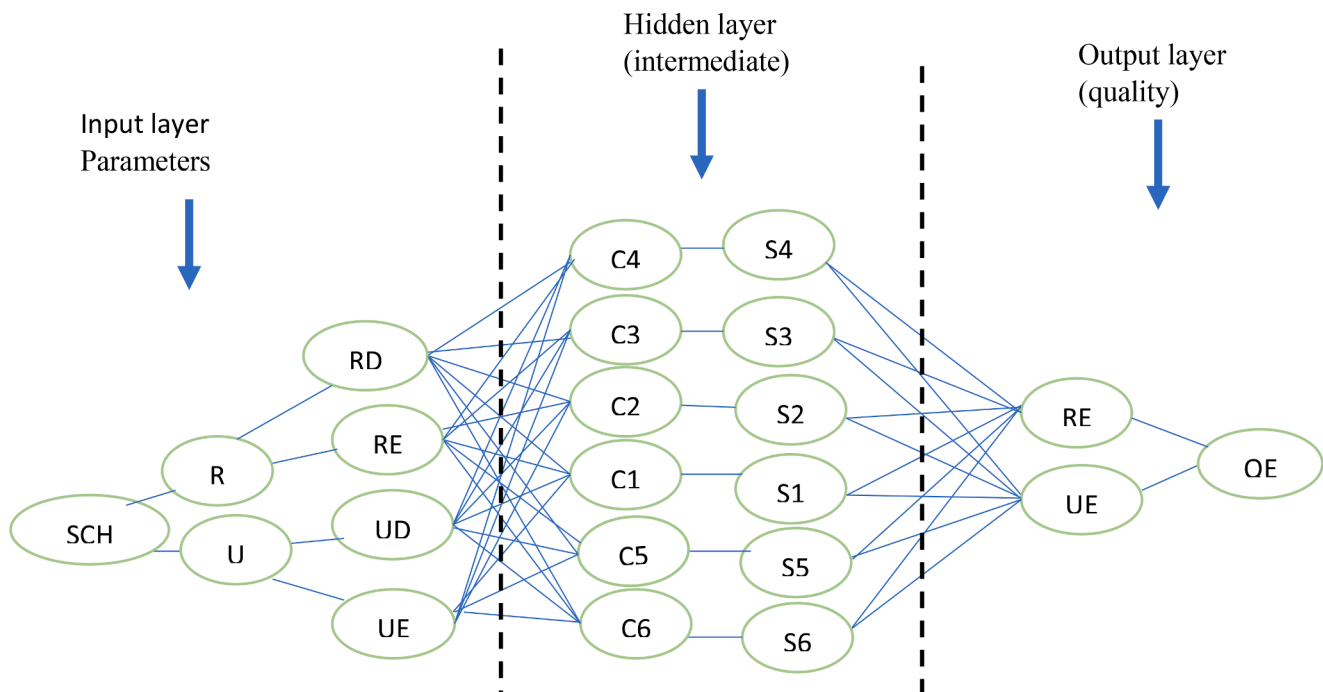 Hidden layer
(intermediate)
Output layer
(quality)
Input layer
Parameters
C4
S4
C3
S3
RD
C2
S2
RE
RE
R
C1
S1
QE
UE
SCH
U
UD
C5
S5
UE
C6
S6